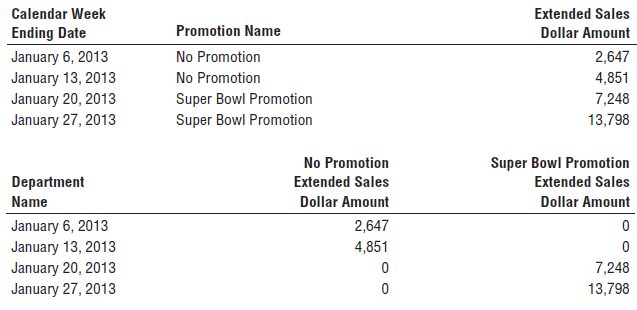 Calendar Week Extended Sales
Ending Date Promotion Name Dollar Amount
January 6, 2013 No Promotion 2,647
January 13, 2013 No Promotion 4,851
January 20, 2013 Super Bowl Promotion 7,248
January 27, 2013 Super Bowl Promotion 13,798
No Promotion Super Bowl Promotion
Department Extended Sales Extended Sales
Name Dollar Amount Dollar Amount
January 6, 2013 2,647 0
January 13, 2013 4,851 0
January 20, 2013 0 7,248
January 27, 2013 0 13,798